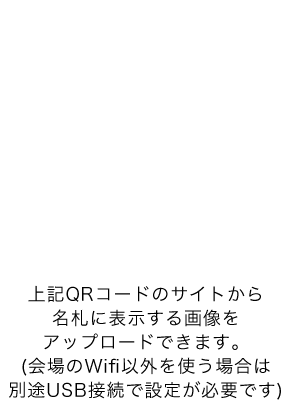 上記QRコードのサイトから
名札に表示する画像を
アップロードできます。
(会場のWifi以外を使う場合は
別途USB接続で設定が必要です)